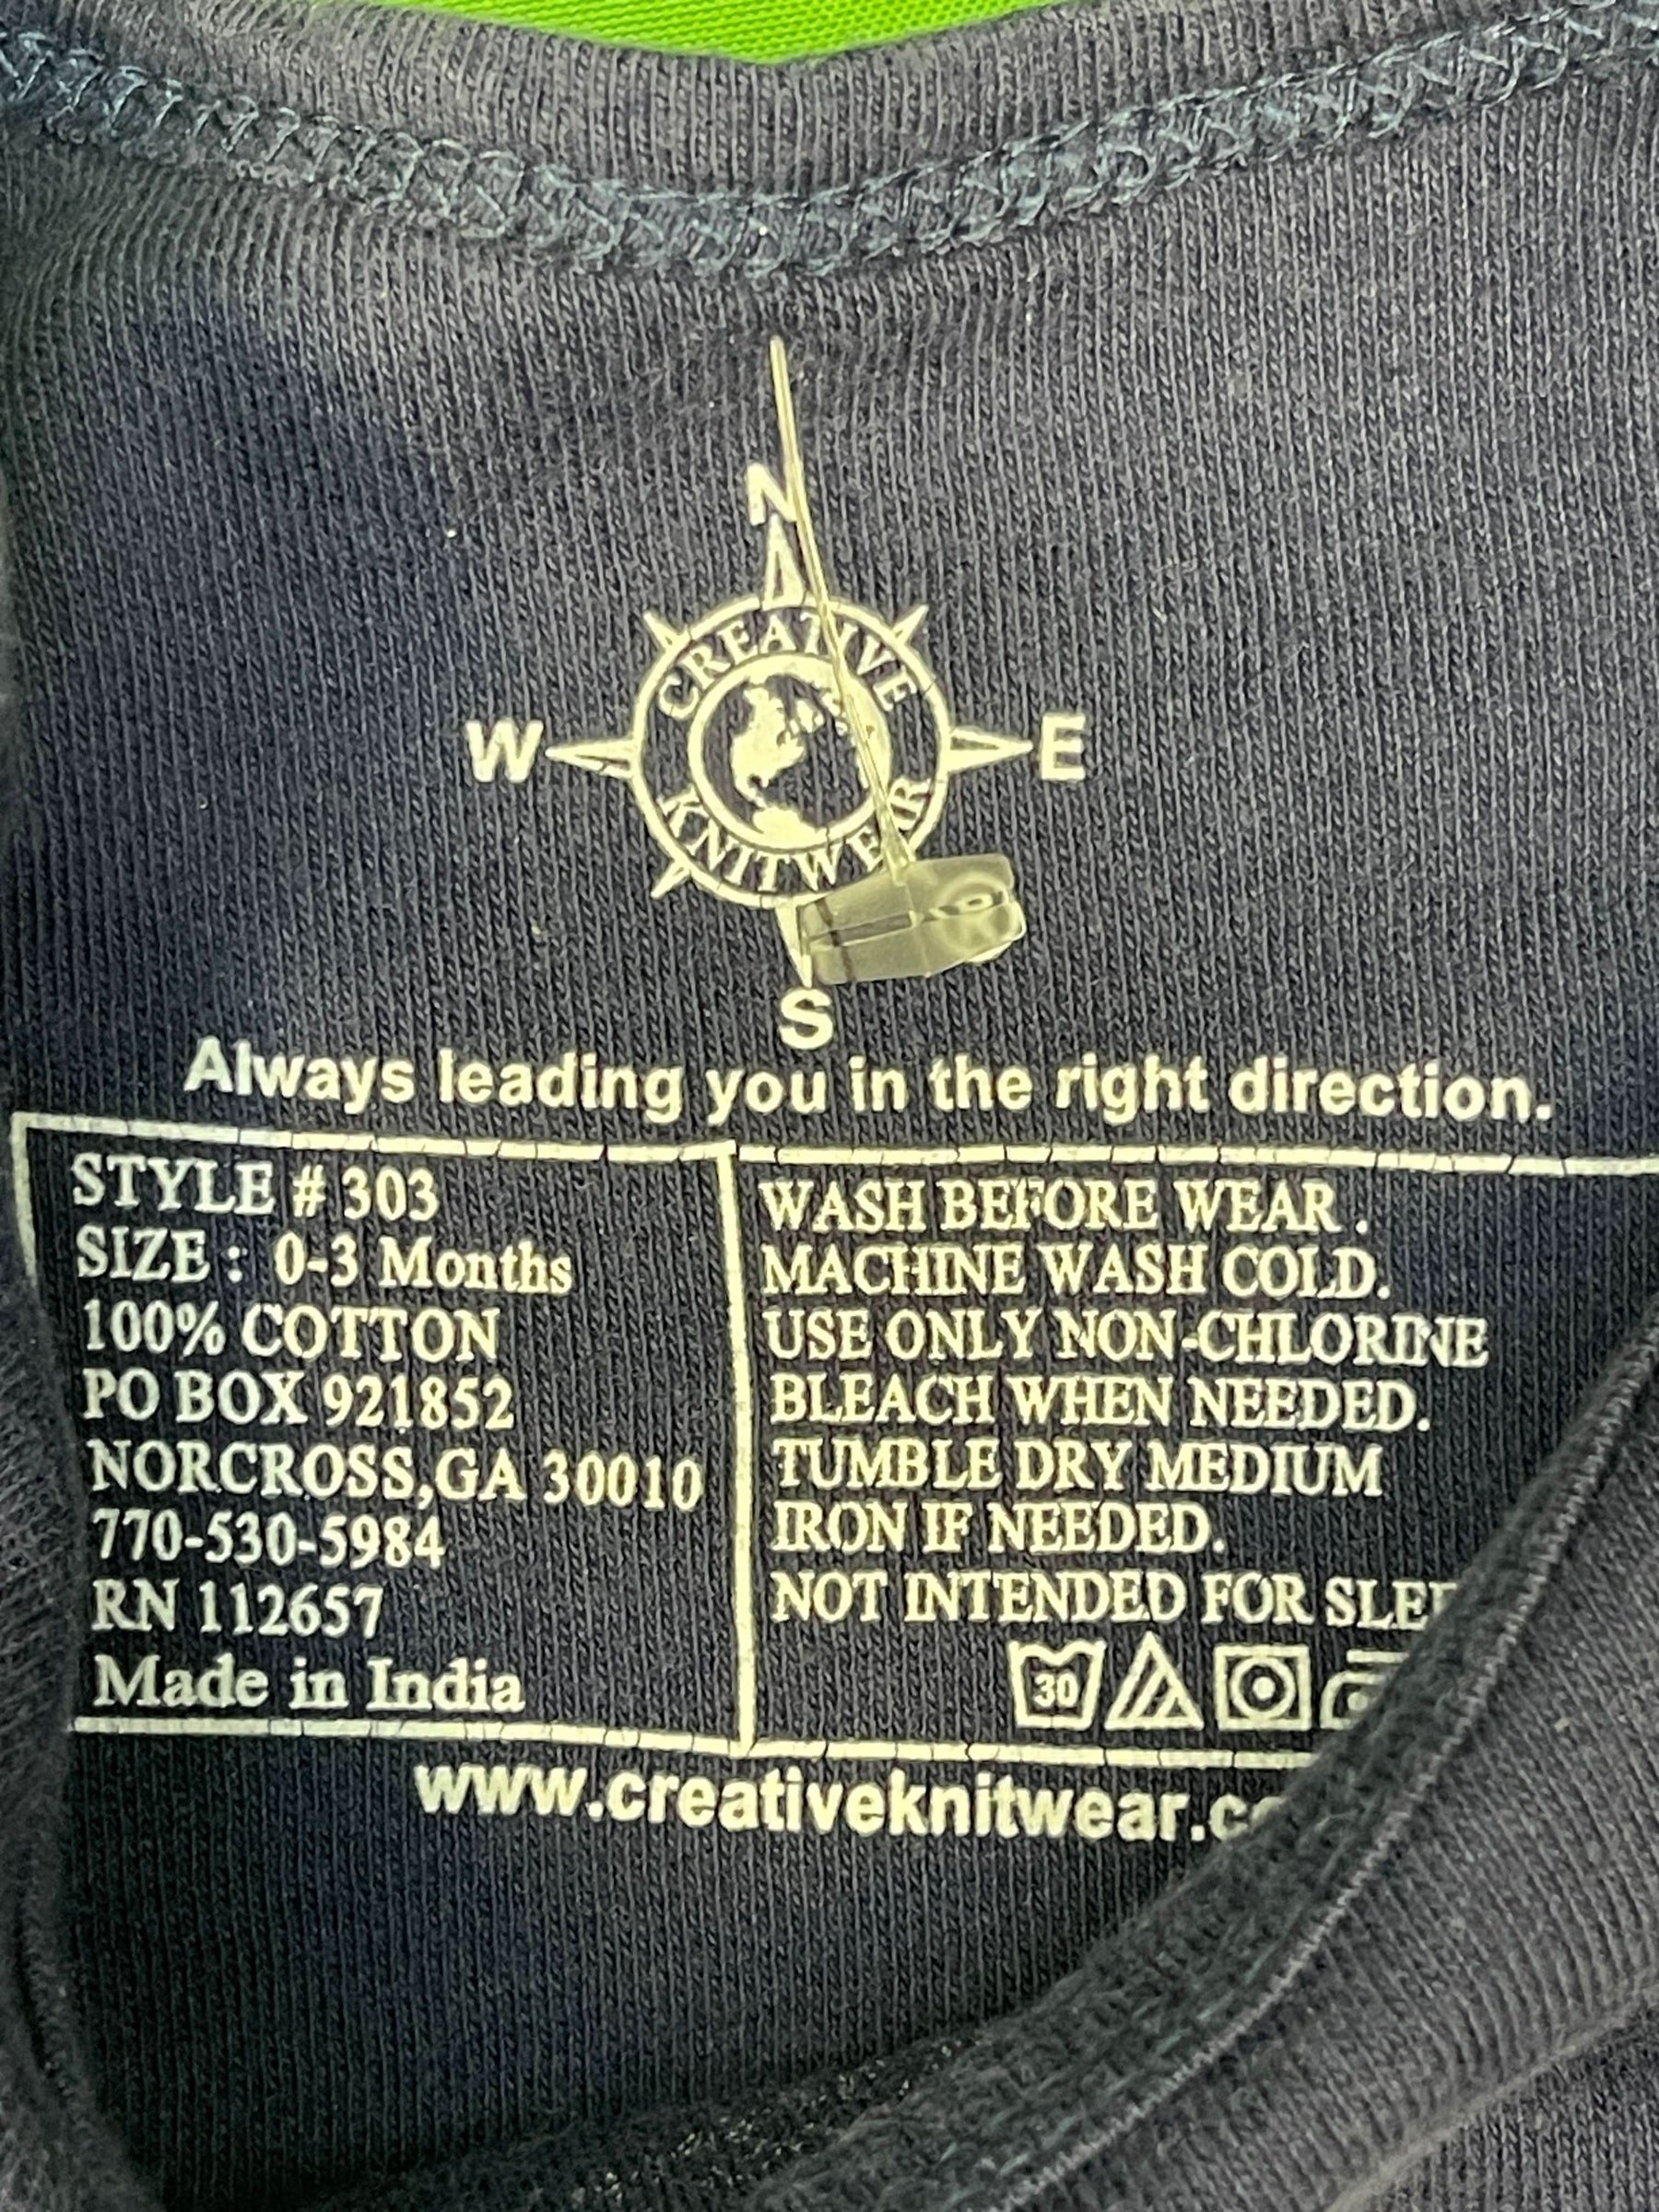 N
CREATIVE
W E
KNITWEAR
S
Always leading you in the right direction.
STYLE # 303
SIZE : 0-3 Months
100% COTTON
PO BOX 921852
NORCROSS,GA 30010
770-530-5984
RN 112657
Made in India
WASH BEFORE WEAR .
MACHINE WASH COLD.
USE ONLY NON-CHLORINE
BLEACH WHEN NEEDED.
TUMBLE DRY MEDIUM
IRON IF NEEDED.
NOT INTENDED FOR
30
www.creativeknitwear.c